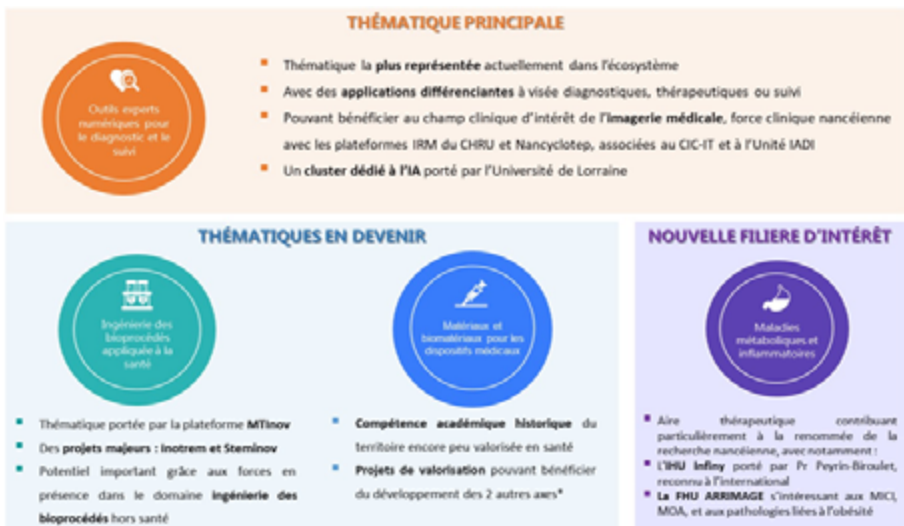 THÉMATIQUE PRINCIPALE
Outils experts
numériques pour
le diagnostic et le
suivi
Thématique la plus représentée actuellement dans l'écosystème
Avec des applications différenciantes à visée diagnostiques, thérapeutiques ou suivi
Pouvant bénéficier au champ clinique d'intérêt de l'imagerie médicale, force clinique nancéienne
avec les plateformes IRM du CHRU et Nancyclotep, associées au CIC-IT et à l'Unité IADI
Un cluster dédié à l'IA porté par l'Université de Lorraine
THÉMATIQUES EN DEVENIR
Ingénierie des
bioprocédés
appliquée à la
santé
Thématique portée par la plateforme MTInov
Des projets majeurs : Inotrem et Steminov
Potentiel important grâce aux forces en
présence dans le domaine ingénierie des
bioprocédés hors santé
Matériaux et
biomatériaux pour les
dispositifs médicaux
Compétence académique historique du
territoire encore peu valorisée en santé
Projets de valorisation pouvant bénéficier
du développement des 2 autres axes*
NOUVELLE FILIERE D'INTÉRÊT
Maladies
métaboliques et
inflammatoires
Aire thérapeutique contribuant
particulièrement à la renommée de la
recherche nancéienne, avec notamment :
L'IHU Infiny porté par Pr Peyrin-Biroulet,
reconnu à l'international
La FHU ARRIMAGE s'intéressant aux MICI,
MOA, et aux pathologies liées à l'obésité